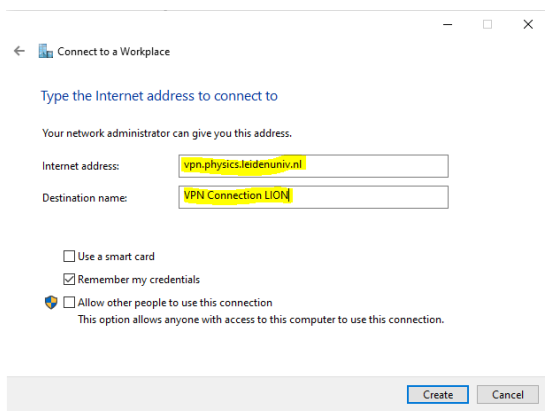 Connect to a Workplace
Type the Internet address to connect to
Your network administrator can give you this address.
Internet address: vpn.physics.leidenuniv.nl
Destination name: VPN Connection LION
Use a smart card
Remember my credentials
Allow other people to use this connection
This option allows anyone with access to this computer to use this connection.
Create Cancel